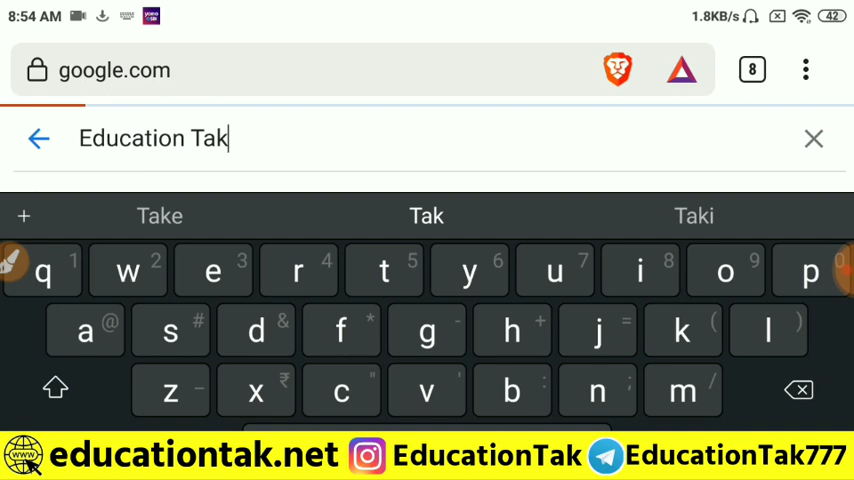 8:54 AM 1.8KB/s 42
google.com 8
Education Tak
+ Take Tak Taki
q 1 w 2 e 3 r 4 t 5 y 6 u 7 i 8 o 9 p 0
a @ s # d & f * g - h + j = k ( l )
z _ x ₹ c " v ' b : n ; m /
www educationtak.net EducationTak EducationTak777